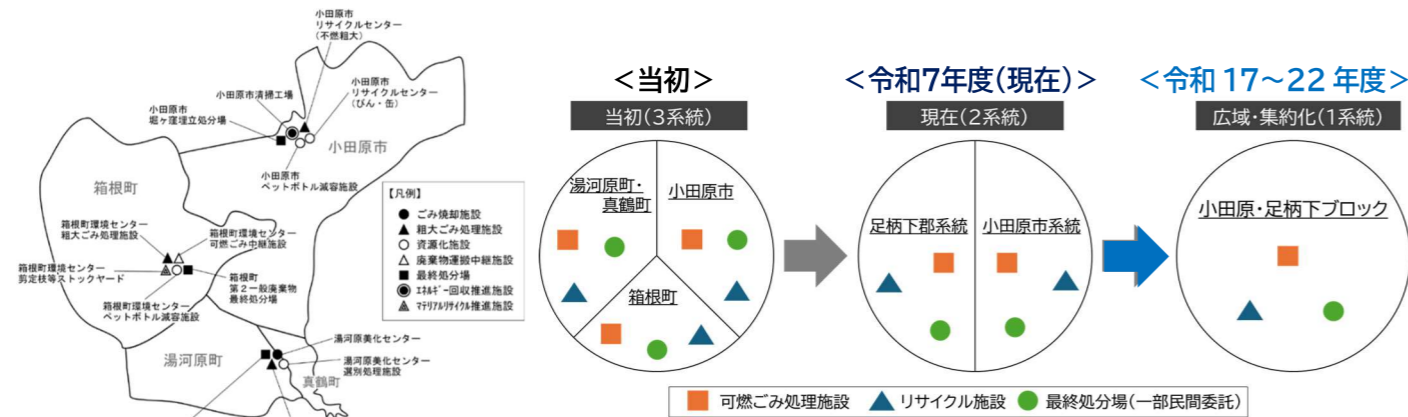 小田原市
リサイクルセンター
(不燃粗大)
小田原市
リサイクルセンター
(びん・缶)
小田原市清掃工場
小田原市
堀ヶ窪埋立処分場
小田原市
小田原市
ペットボトル減容施設
箱根町
箱根町環境センター
粗大ごみ処理施設
箱根町環境センター
可燃ごみ中継施設
箱根町環境センター
剪定枝等ストックヤード
箱根町
第2一般廃棄物
最終処分場
箱根町環境センター
ペットボトル減容施設
湯河原美化センター
湯河原町
湯河原美化センター
選別処理施設
真鶴町
【凡例】
● ごみ焼却施設
▲ 粗大ごみ処理施設
○ 資源化施設
△ 廃棄物運搬中継施設
■ 最終処分場
◉ エネルギー回収推進施設
マテリアルリサイクル推進施設
<当初>
当初(3系統)
湯河原町・
真鶴町
小田原市
箱根町
<令和7年度(現在)>
現在(2系統)
足柄下郡系統
小田原市系統
<令和17~22年度>
広域・集約化(1系統)
小田原・足柄下ブロック
■ 可燃ごみ処理施設 ▲ リサイクル施設 ● 最終処分場(一部民間委託)